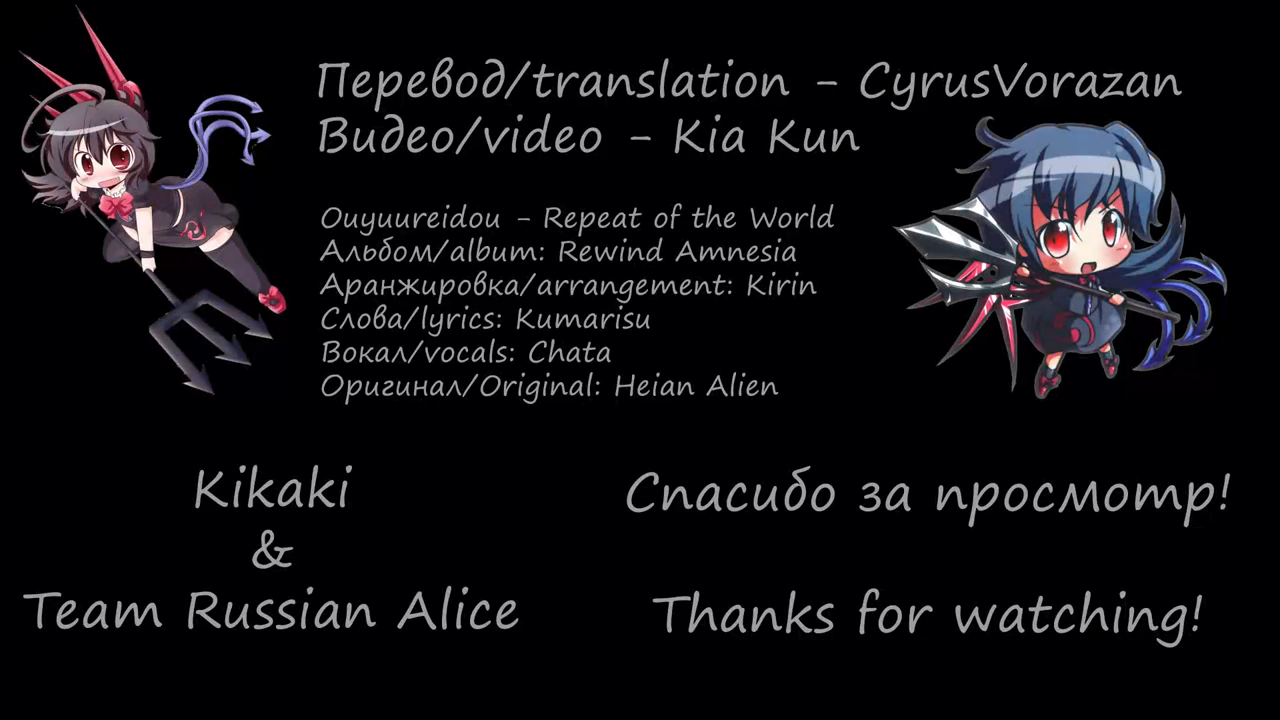 Перевод/translation - CyrusVorazan
Видео/video - Kia Kun
Ouyuureidou - Repeat of the World
Альбом/album: Rewind Amnesia
Аранжировка/arrangement: Kirin
Слова/lyrics: Kumarisu
Вокал/vocals: Chata
Оригинал/Original: Heian Alien
Kikaki
&
Team Russian Alice
Спасибо за просмотр!
Thanks for watching!